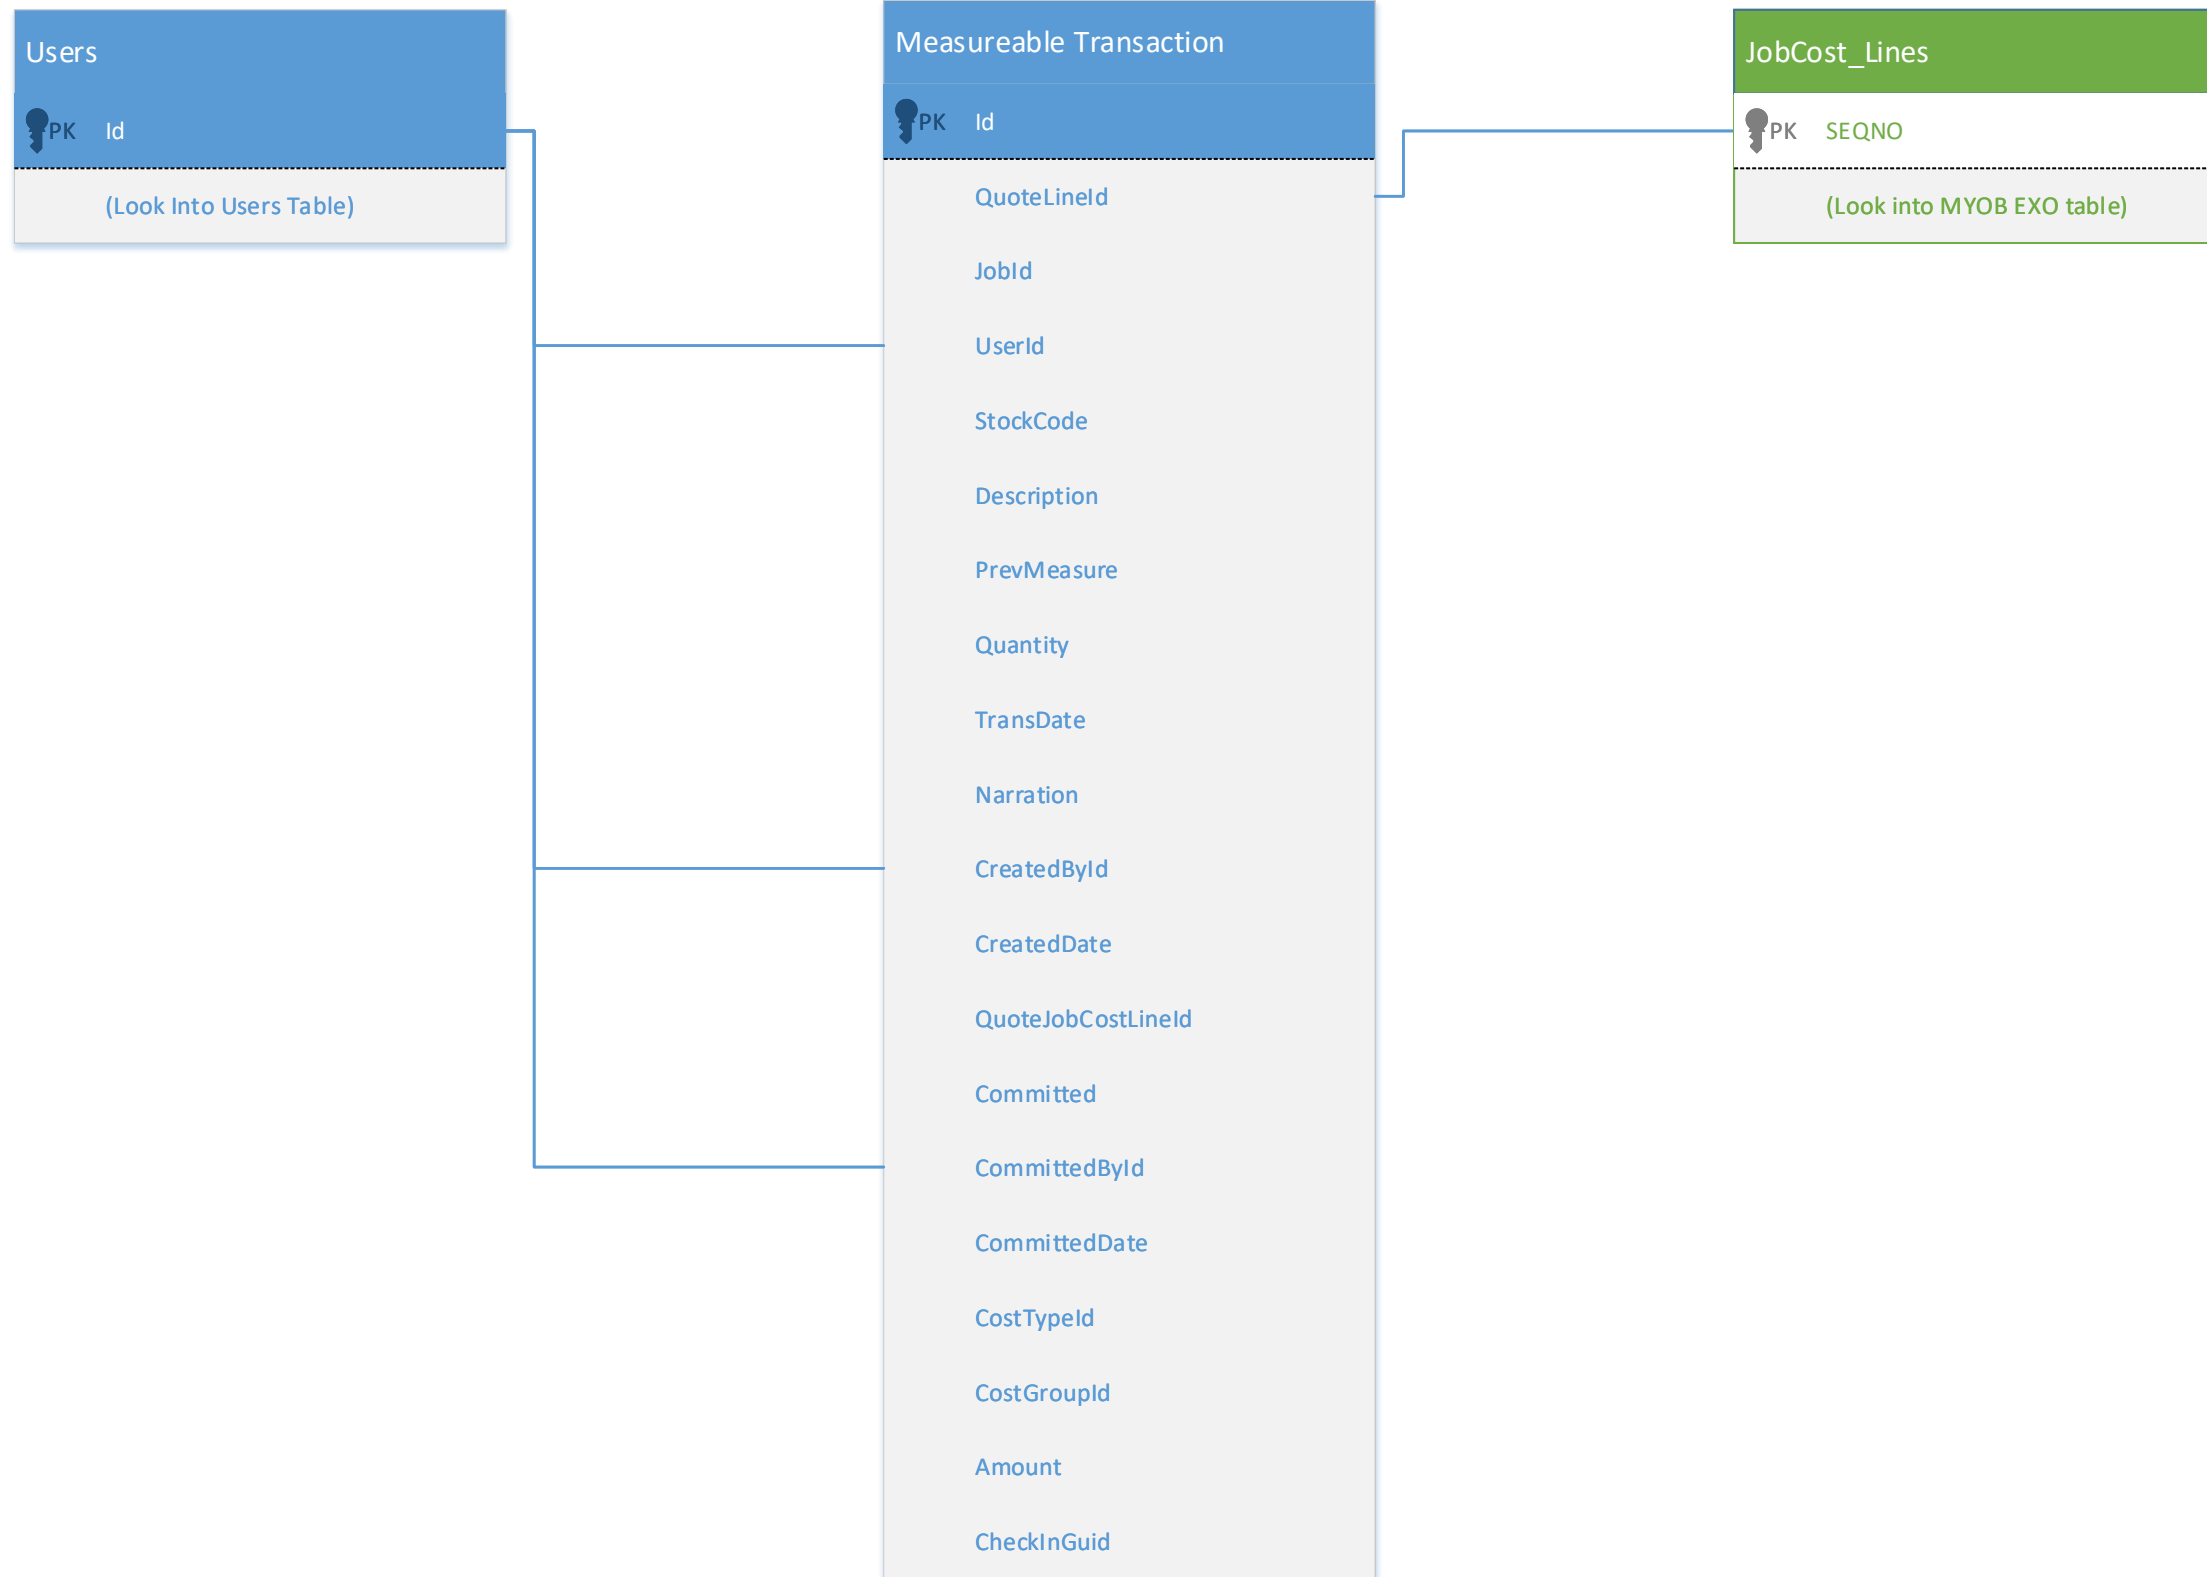 Users
PK Id
(Look Into Users Table)
Measureable Transaction
PK Id
QuoteLineId
JobId
UserId
StockCode
Description
PrevMeasure
Quantity
TransDate
Narration
CreatedById
CreatedDate
QuoteJobCostLineId
Committed
CommittedById
CommittedDate
CostTypeId
CostGroupId
Amount
CheckInGuid
JobCost_Lines
PK SEQNO
(Look into MYOB EXO table)